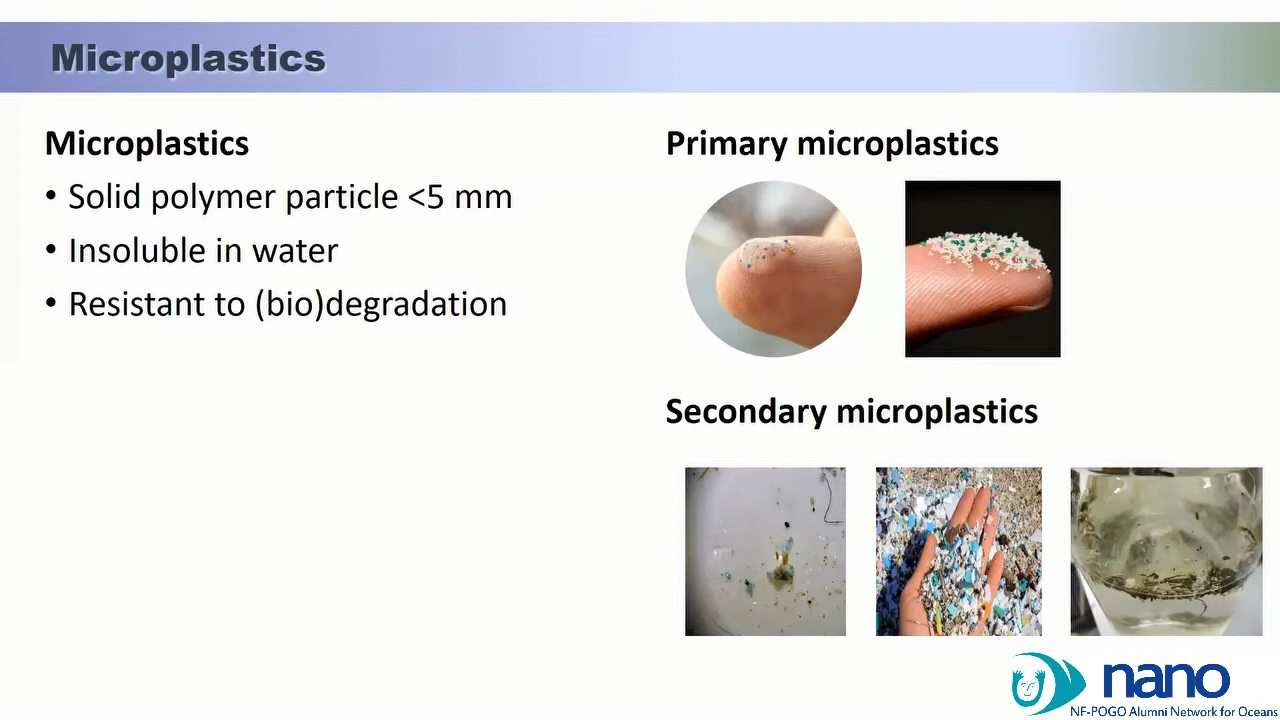 Microplastics
Microplastics
• Solid polymer particle <5 mm
• Insoluble in water
• Resistant to (bio)degradation
Primary microplastics
Secondary microplastics
nano
NF-POGO Alumni Network for Oceans